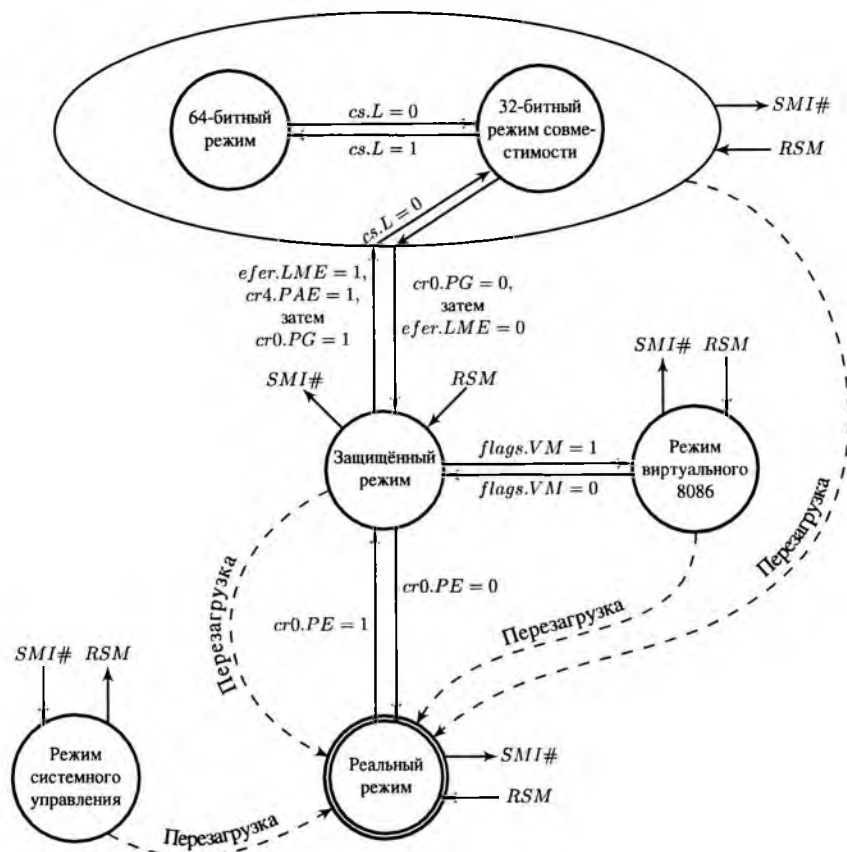 64-битный
режим
cs.L = 0
cs.L = 1
32-битный
режим совме-
стимости
SMI#
RSM
cs.L = 0
efer.LME = 1,
cr4.PAE = 1,
затем
cr0.PG = 1
cr0.PG = 0,
затем
efer.LME = 0
SMI#
RSM
SMI# RSM
Защищённый
режим
flags.VM = 1
flags.VM = 0
Режим
виртуального
8086
Перезагрузка
Перезагрузка
Перезагрузка
cr0.PE = 1
cr0.PE = 0
SMI# RSM
Режим
системного
управления
Перезагрузка
Реальный
режим
SMI#
RSM